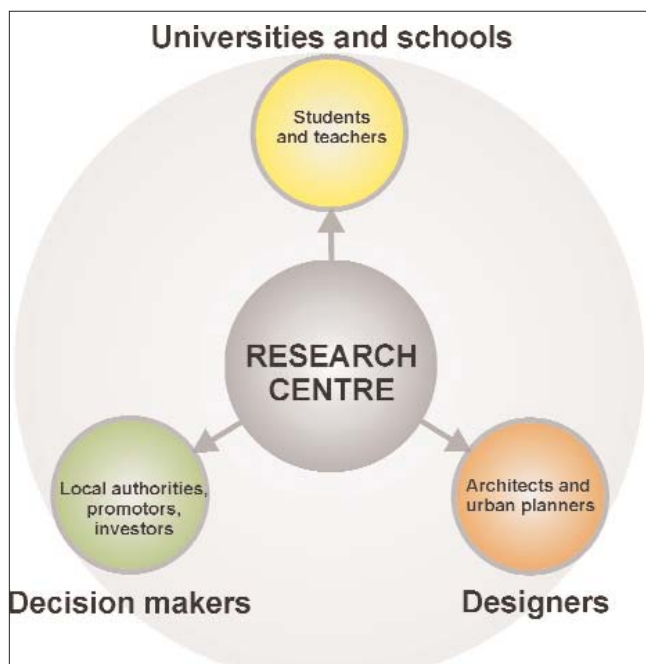 Universities and schools
Students
and teachers
RESEARCH
CENTRE
Local authorities,
promotors,
investors
Architects and
urban planners
Decision makers
Designers